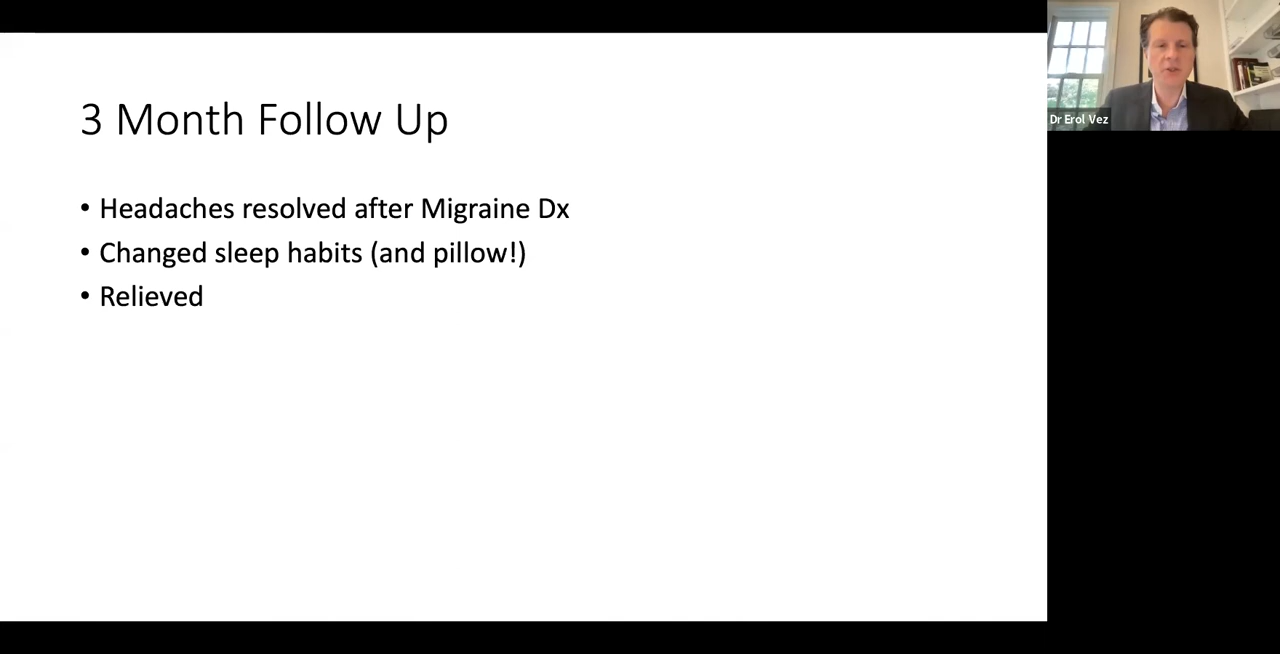 3 Month Follow Up
• Headaches resolved after Migraine Dx
• Changed sleep habits (and pillow!)
• Relieved
Dr Erol Vez